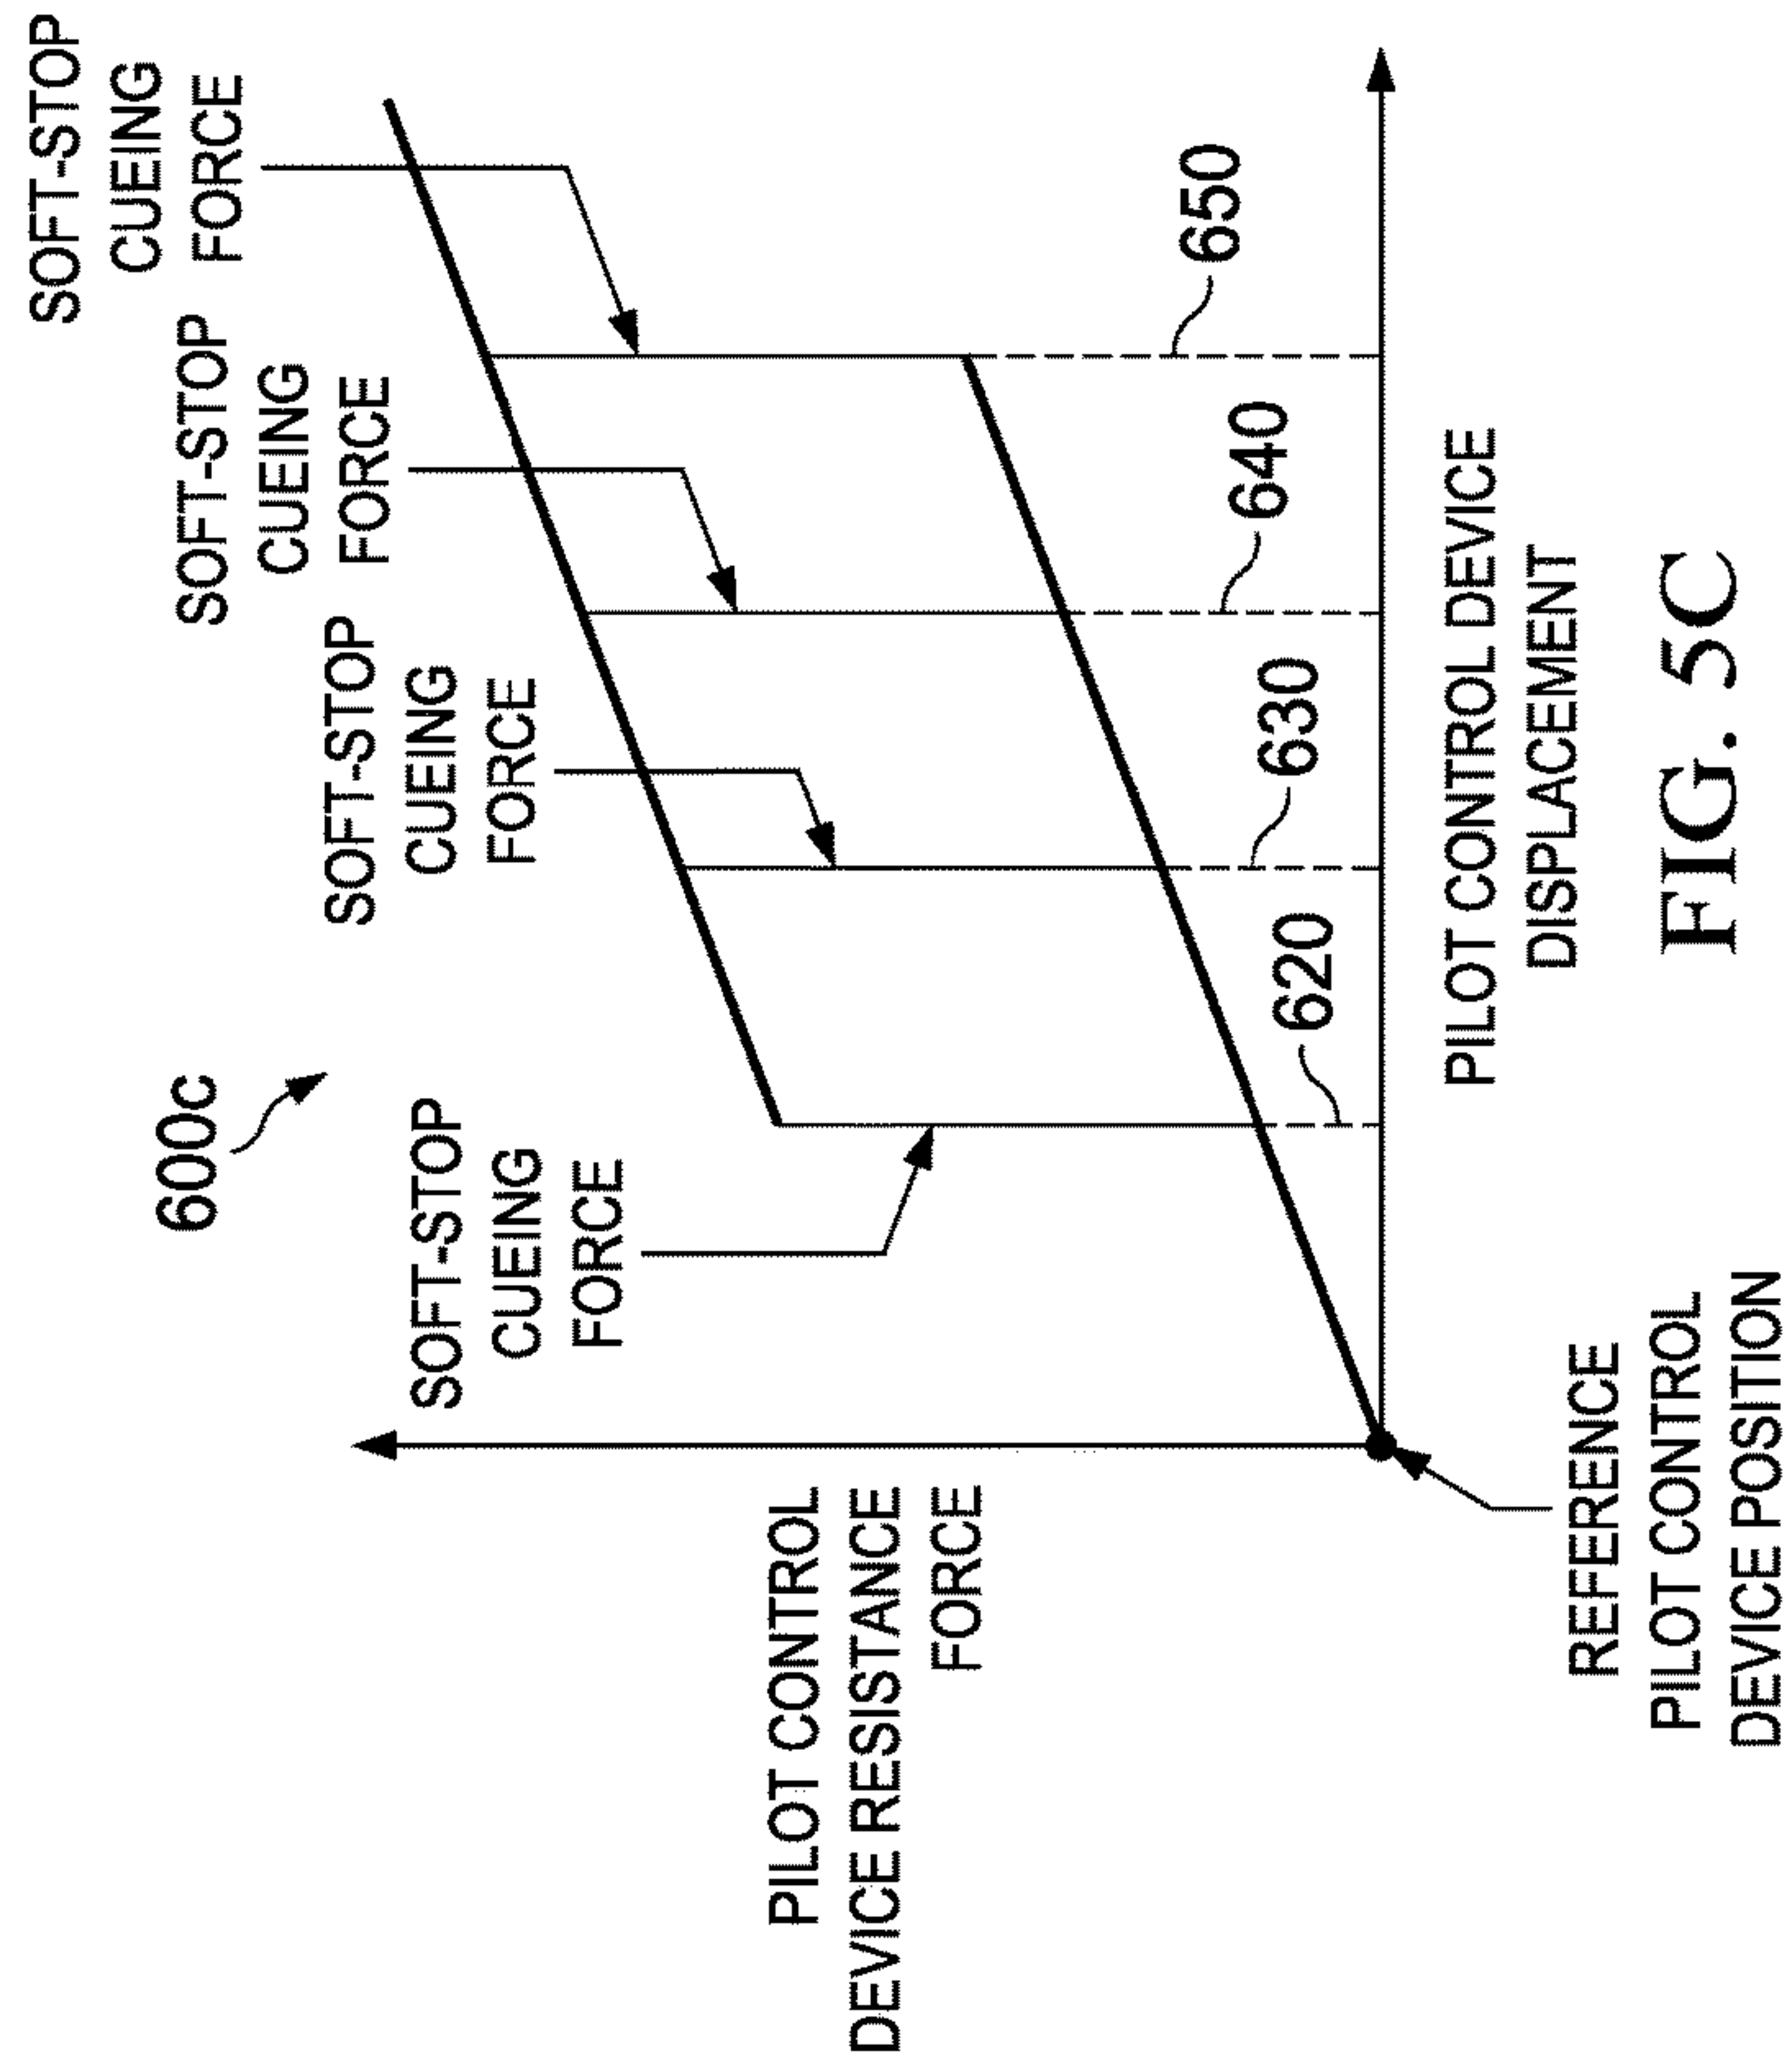 600c
SOFT-STOP
CUEING
FORCE
SOFT-STOP
CUEING
FORCE
SOFT-STOP
CUEING
FORCE
SOFT-STOP
CUEING
FORCE
PILOT CONTROL
DEVICE RESISTANCE
FORCE
620
630
640
650
REFERENCE
PILOT CONTROL
DEVICE POSITION
PILOT CONTROL DEVICE
DISPLACEMENT
FIG. 5C